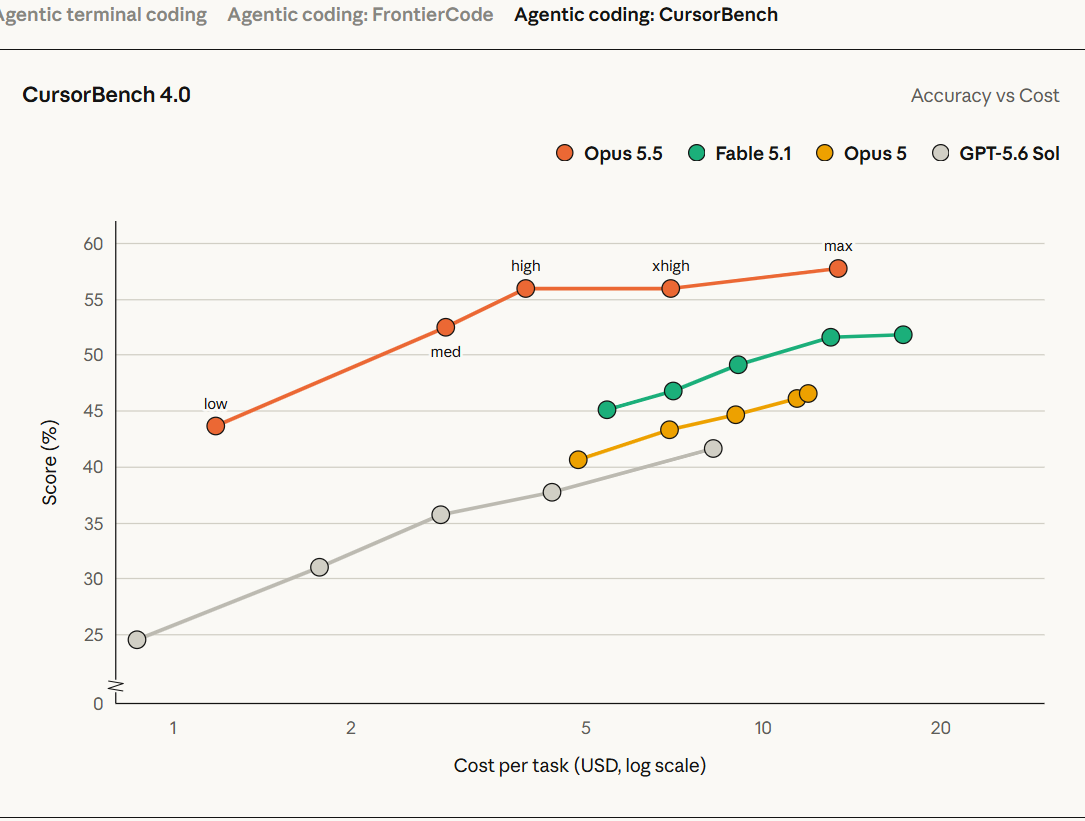 gentic terminal coding Agentic coding: FrontierCode Agentic coding: CursorBench
CursorBench 4.0 Accuracy vs Cost
Opus 5.5 Fable 5.1 Opus 5 GPT-5.6 Sol
60
max
high xhigh
55
50
med
low
45
Score (%)
40
35
30
25
0
1 2 5 10 20
Cost per task (USD, log scale)